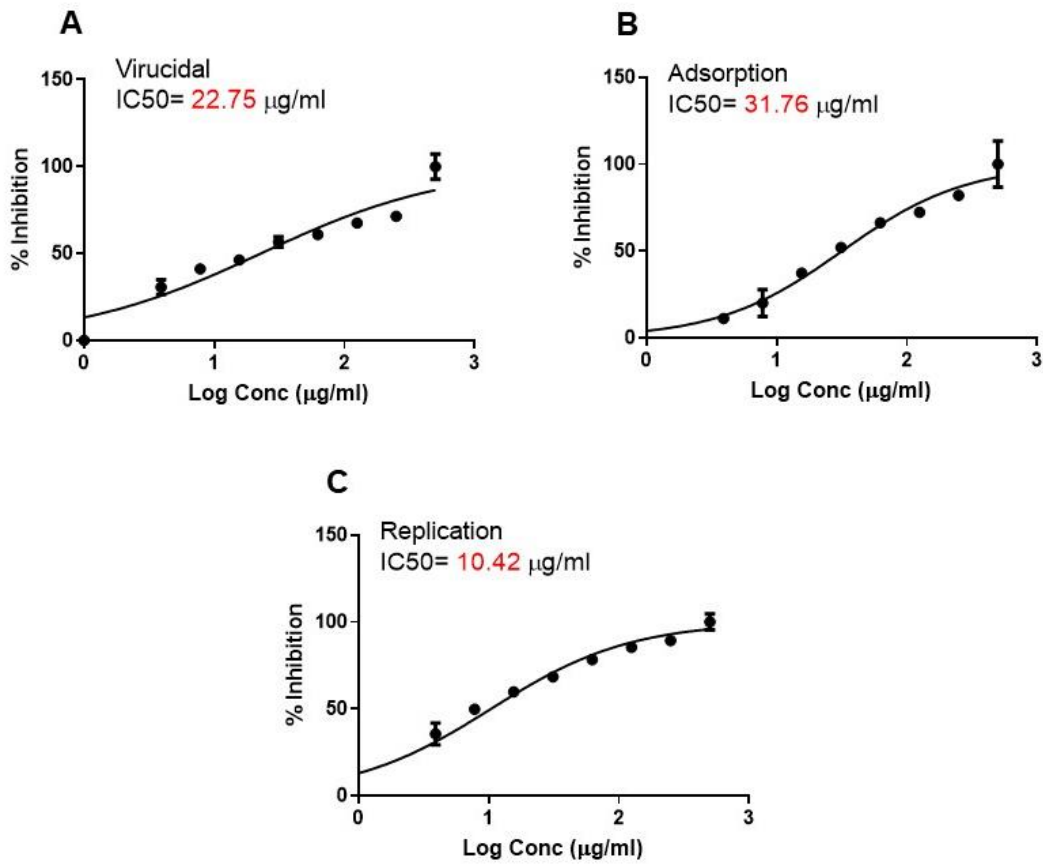 A
Virucidal
IC50= 22.75 μg/ml
150
100
50
0
% Inhibition
0 1 2 3
Log Conc (μg/ml)
B
Adsorption
IC50= 31.76 μg/ml
150
100
50
0
% Inhibition
0 1 2 3
Log Conc (μg/ml)
C
Replication
IC50= 10.42 μg/ml
150
100
50
0
% Inhibition
0 1 2 3
Log Conc (μg/ml)